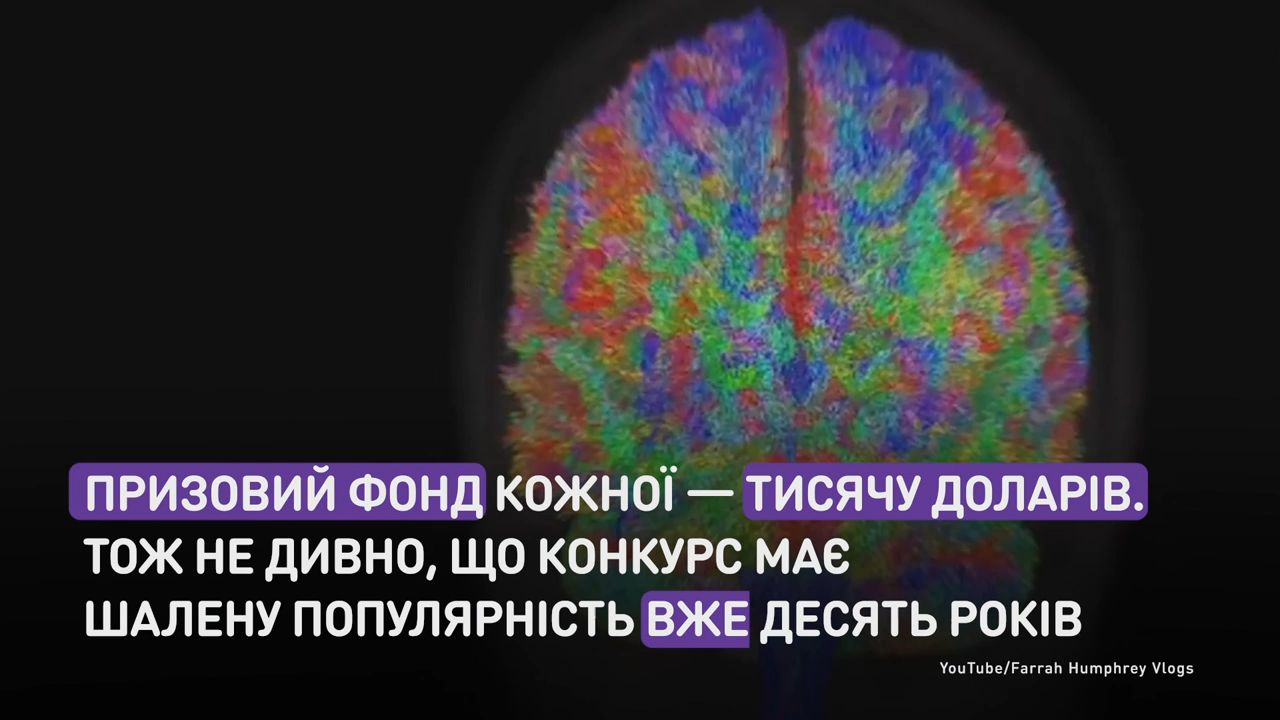 ПРИЗОВИЙ ФОНД КОЖНОЇ — ТИСЯЧУ ДОЛАРІВ.
ТОЖ НЕ ДИВНО, ЩО КОНКУРС МАЄ
ШАЛЕНУ ПОПУЛЯРНІСТЬ ВЖЕ ДЕСЯТЬ РОКІВ
YouTube/Farrah Humphrey Vlogs